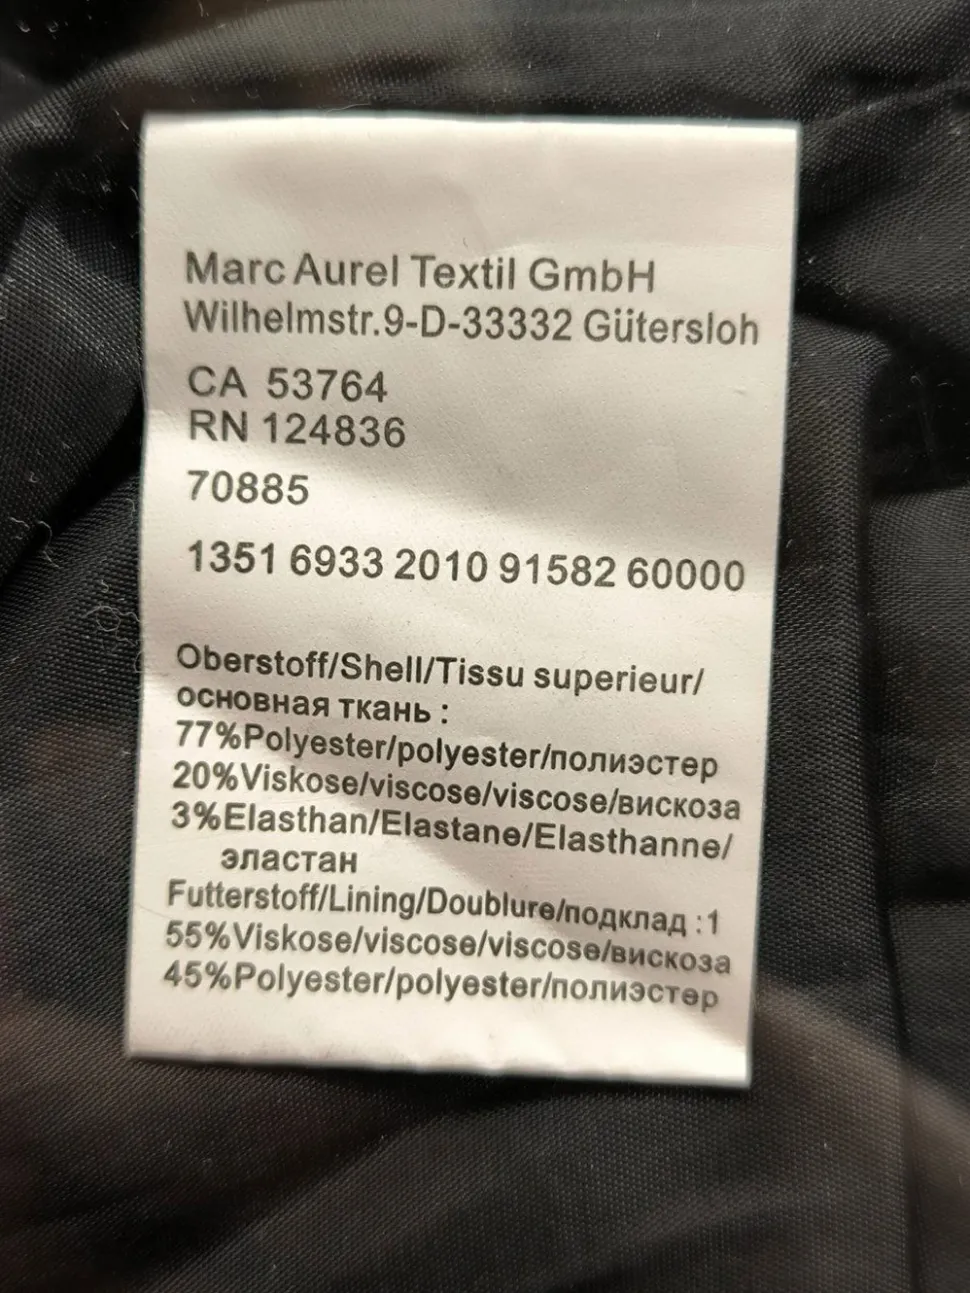 Marc Aurel Textil GmbH
Wilhelmstr.9-D-33332 Gütersloh
CA 53764
RN 124836
70885
1351 6933 2010 91582 60000
Oberstoff/Shell/Tissu superieur/
основная ткань :
77%Polyester/polyester/полиэстер
20%Viskose/viscose/viscose/вискоза
3%Elasthan/Elastane/Elasthanne/
эластан
Futterstoff/Lining/Doublure/подклад :1
55%Viskose/viscose/viscose/вискоза
45%Polyester/polyester/полиэстер